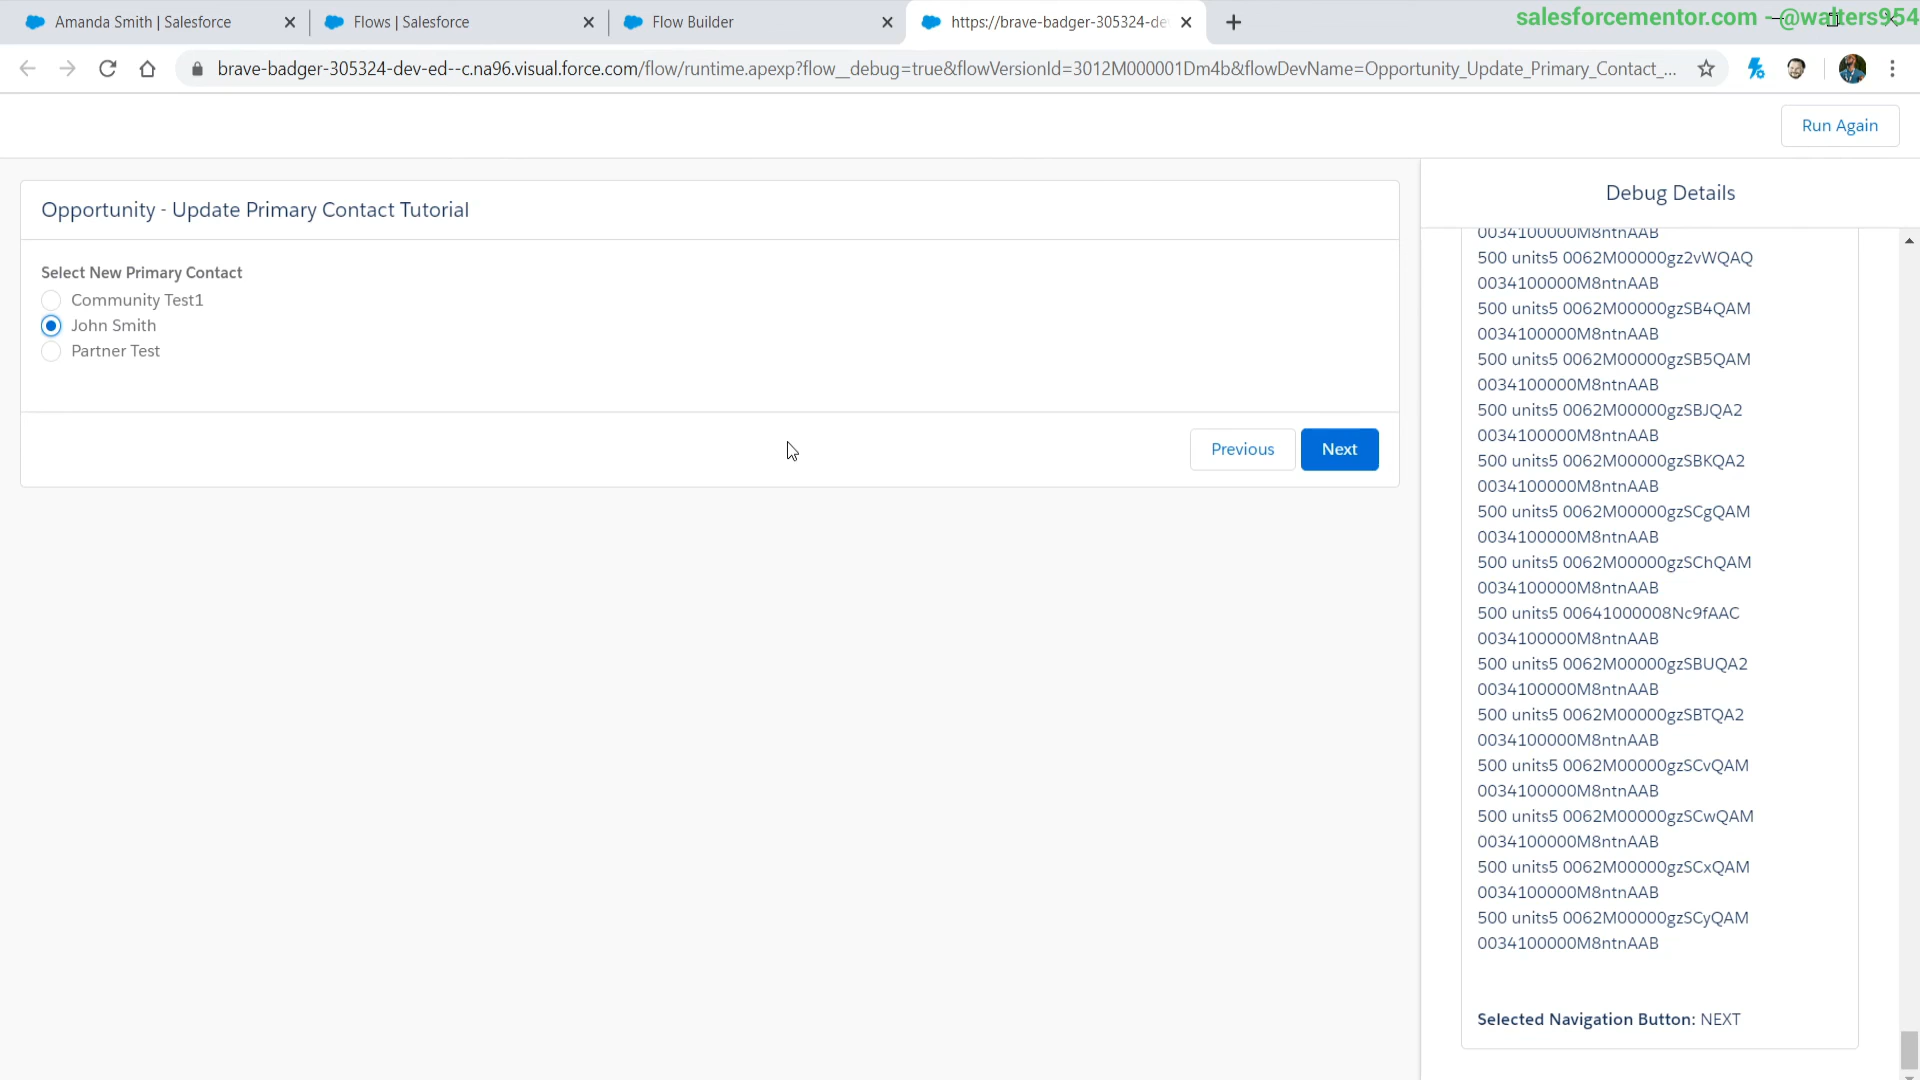 Amanda Smith | Salesforce
Flows | Salesforce
Flow Builder
https://brave-badger-305324-de
salesforcementor.com - @walters954
brave-badger-305324-dev-ed--c.na96.visual.force.com/flow/runtime.apexp?flow__debug=true&flowVersionId=3012M000001Dm4b&flowDevName=Opportunity_Update_Primary_Contact_...
Run Again
Opportunity - Update Primary Contact Tutorial
Select New Primary Contact
Community Test1
John Smith
Partner Test
Previous
Next
Debug Details
0034100000M8ntnAAB
500 units5 0062M00000gz2vWQAQ
0034100000M8ntnAAB
500 units5 0062M00000gzSB4QAM
0034100000M8ntnAAB
500 units5 0062M00000gzSB5QAM
0034100000M8ntnAAB
500 units5 0062M00000gzSBJQA2
0034100000M8ntnAAB
500 units5 0062M00000gzSBKQA2
0034100000M8ntnAAB
500 units5 0062M00000gzSCgQAM
0034100000M8ntnAAB
500 units5 0062M00000gzSChQAM
0034100000M8ntnAAB
500 units5 00641000008Nc9fAAC
0034100000M8ntnAAB
500 units5 0062M00000gzSBUQA2
0034100000M8ntnAAB
500 units5 0062M00000gzSBTQA2
0034100000M8ntnAAB
500 units5 0062M00000gzSCvQAM
0034100000M8ntnAAB
500 units5 0062M00000gzSCwQAM
0034100000M8ntnAAB
500 units5 0062M00000gzSCxQAM
0034100000M8ntnAAB
500 units5 0062M00000gzSCyQAM
0034100000M8ntnAAB
Selected Navigation Button: NEXT